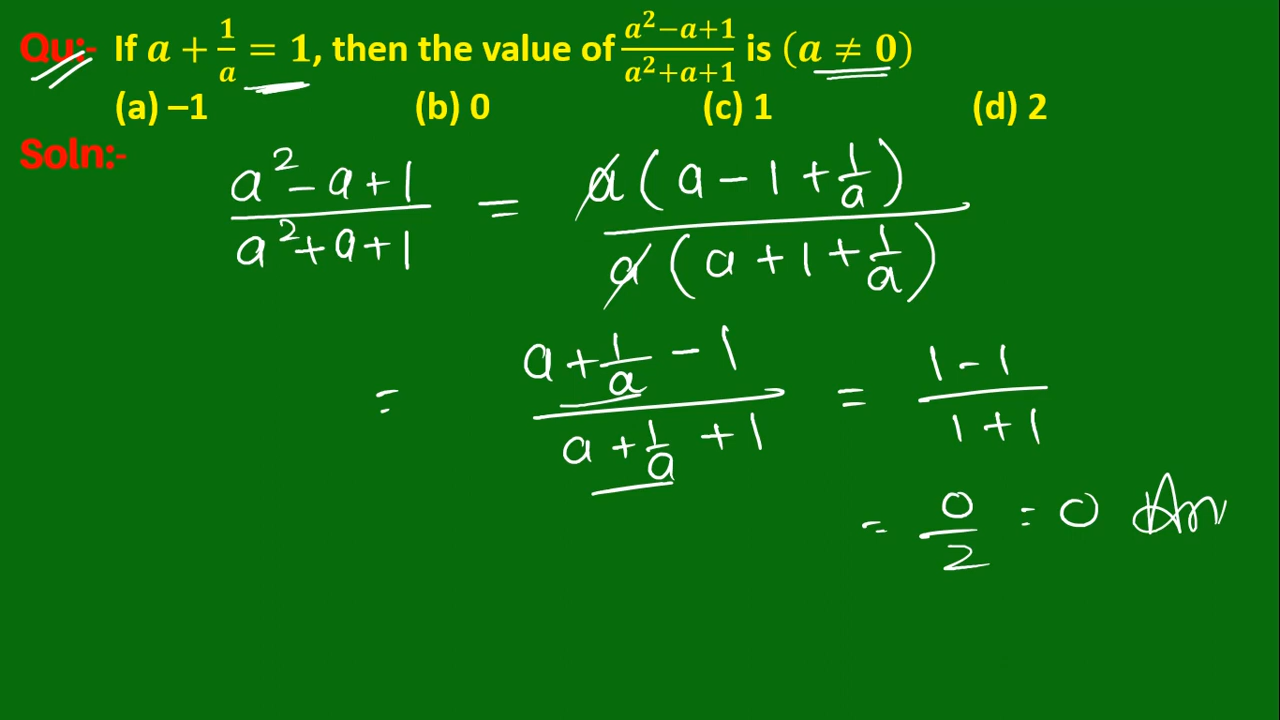 Qu:- If a + 1/a = 1, then the value of (a² − a + 1)/(a² + a + 1) is (a ≠ 0)
(a) –1 (b) 0 (c) 1 (d) 2
Soln:-
(a² − a + 1)/(a² + a + 1) = a(a − 1 + 1/a)/a(a + 1 + 1/a)
= (a + 1/a − 1)/(a + 1/a + 1) = (1 − 1)/(1 + 1)
= 0/2 = 0 An